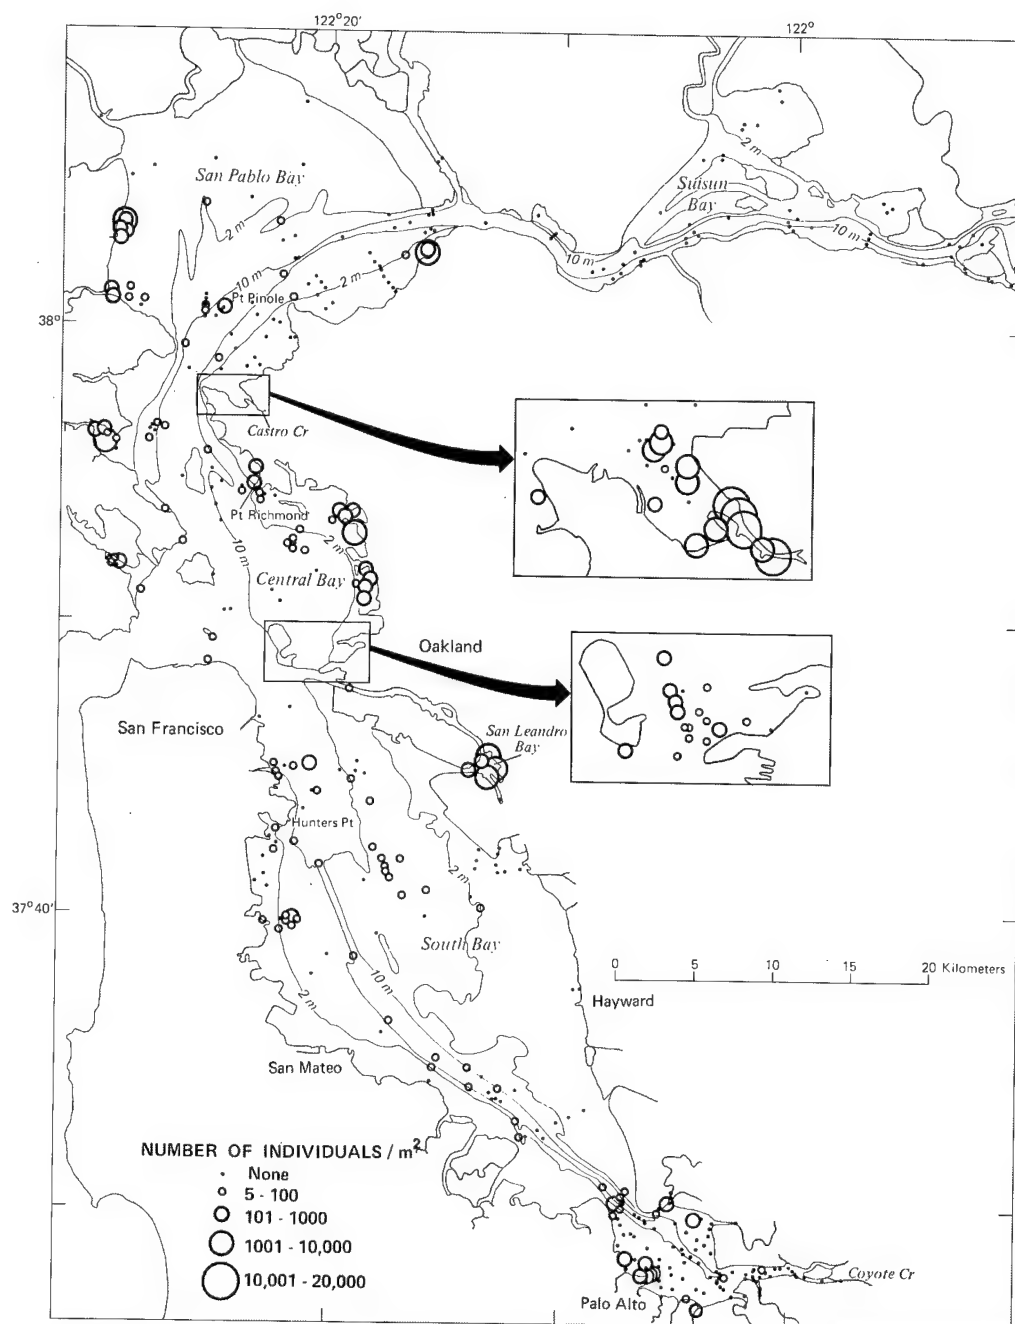 122° 20′
122°
2 m
San Pablo Bay
Suisun
Bay
2 m
10 m
10 m
10 m
2 m
Pt Pinole
38°
Castro Cr
Pt Richmond
2 m
10 m
Central Bay
Oakland
San Francisco
San Leandro
Bay
Hunters Pt
2 m
37° 40′
South Bay
0 5 10 15 20 Kilometers
10 m
2 m
Hayward
San Mateo
NUMBER OF INDIVIDUALS / m²
None
5 - 100
101 - 1000
1001 - 10,000
10,001 - 20,000
Coyote Cr
Palo Alto